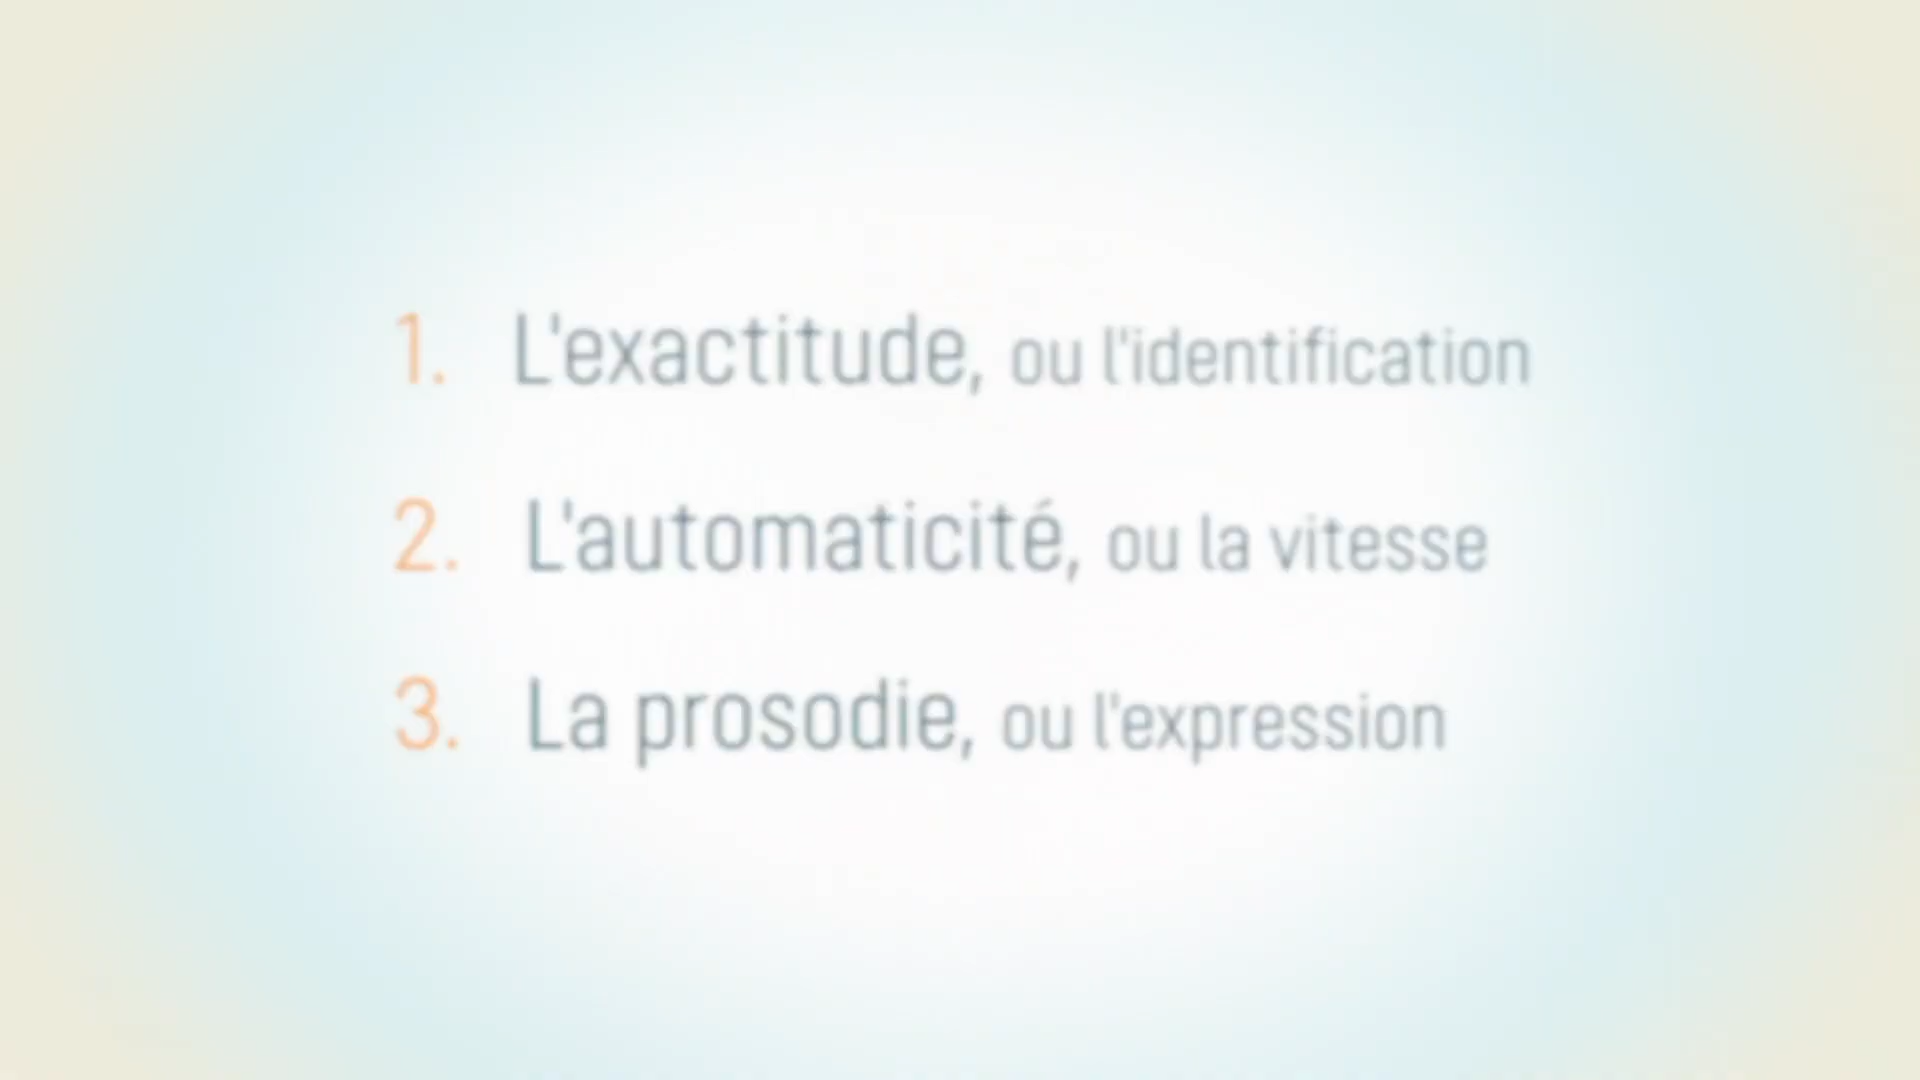 1. L'exactitude, ou l'identification
2. L'automaticité, ou la vitesse
3. La prosodie, ou l'expression